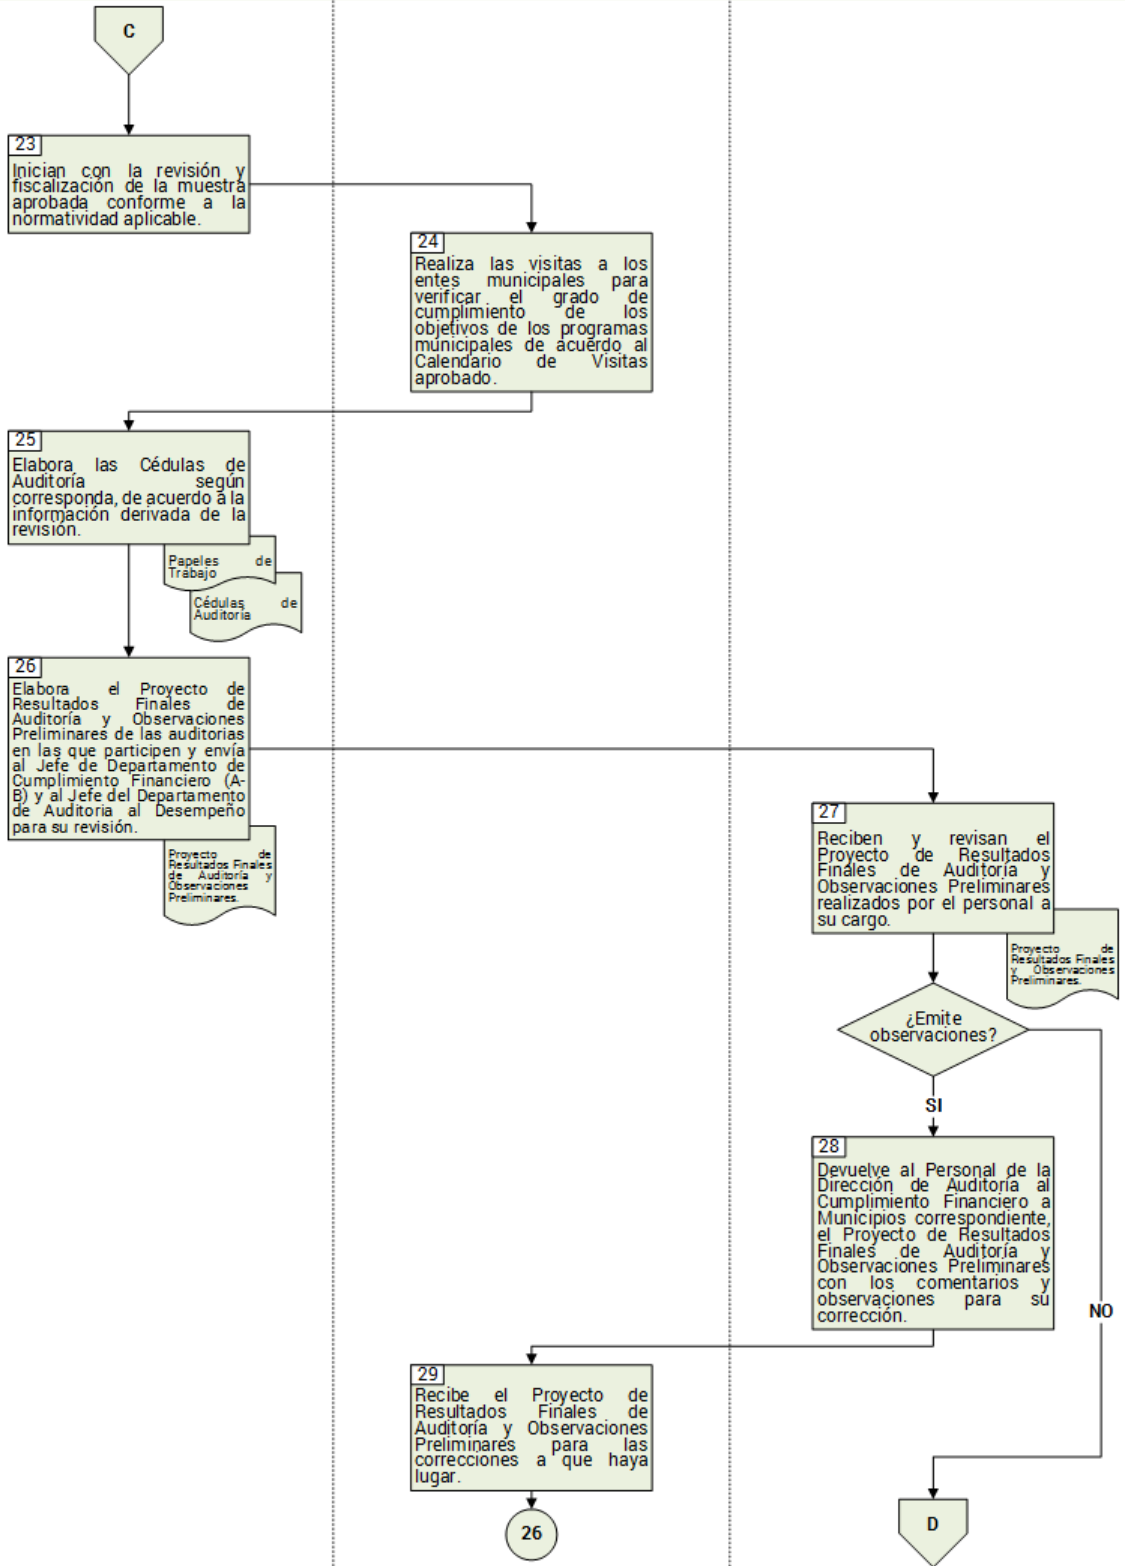 C
23
Inician con la revisión y
fiscalización de la muestra
aprobada conforme a la
normatividad aplicable.
24
Realiza las visitas a los
entes municipales para
verificar el grado de
cumplimiento de los
objetivos de los programas
municipales de acuerdo al
Calendario de Visitas
aprobado.
25
Elabora las Cédulas de
Auditoría según
corresponda, de acuerdo a la
información derivada de la
revisión.
Papeles de
Trabajo
Cédulas de
Auditoría
26
Elabora el Proyecto de
Resultados Finales de
Auditoría y Observaciones
Preliminares de las auditorias
en las que participen y envía
al Jefe de Departamento de
Cumplimiento Financiero (A-
B) y al Jefe del Departamento
de Auditoria al Desempeño
para su revisión.
Proyecto de
Resultados Finales
de Auditoría y
Observaciones
Preliminares.
27
Reciben y revisan el
Proyecto de Resultados
Finales de Auditoría y
Observaciones Preliminares
realizados por el personal a
su cargo.
Proyecto de
Resultados Finales
y Observaciones
Preliminares.
¿Emite
observaciones?
SI
28
Devuelve al Personal de la
Dirección de Auditoría al
Cumplimiento Financiero a
Municipios correspondiente,
el Proyecto de Resultados
Finales de Auditoría y
Observaciones Preliminares
con los comentarios y
observaciones para su
corrección.
NO
29
Recibe el Proyecto de
Resultados Finales de
Auditoría y Observaciones
Preliminares para las
correcciones a que haya
lugar.
26
D